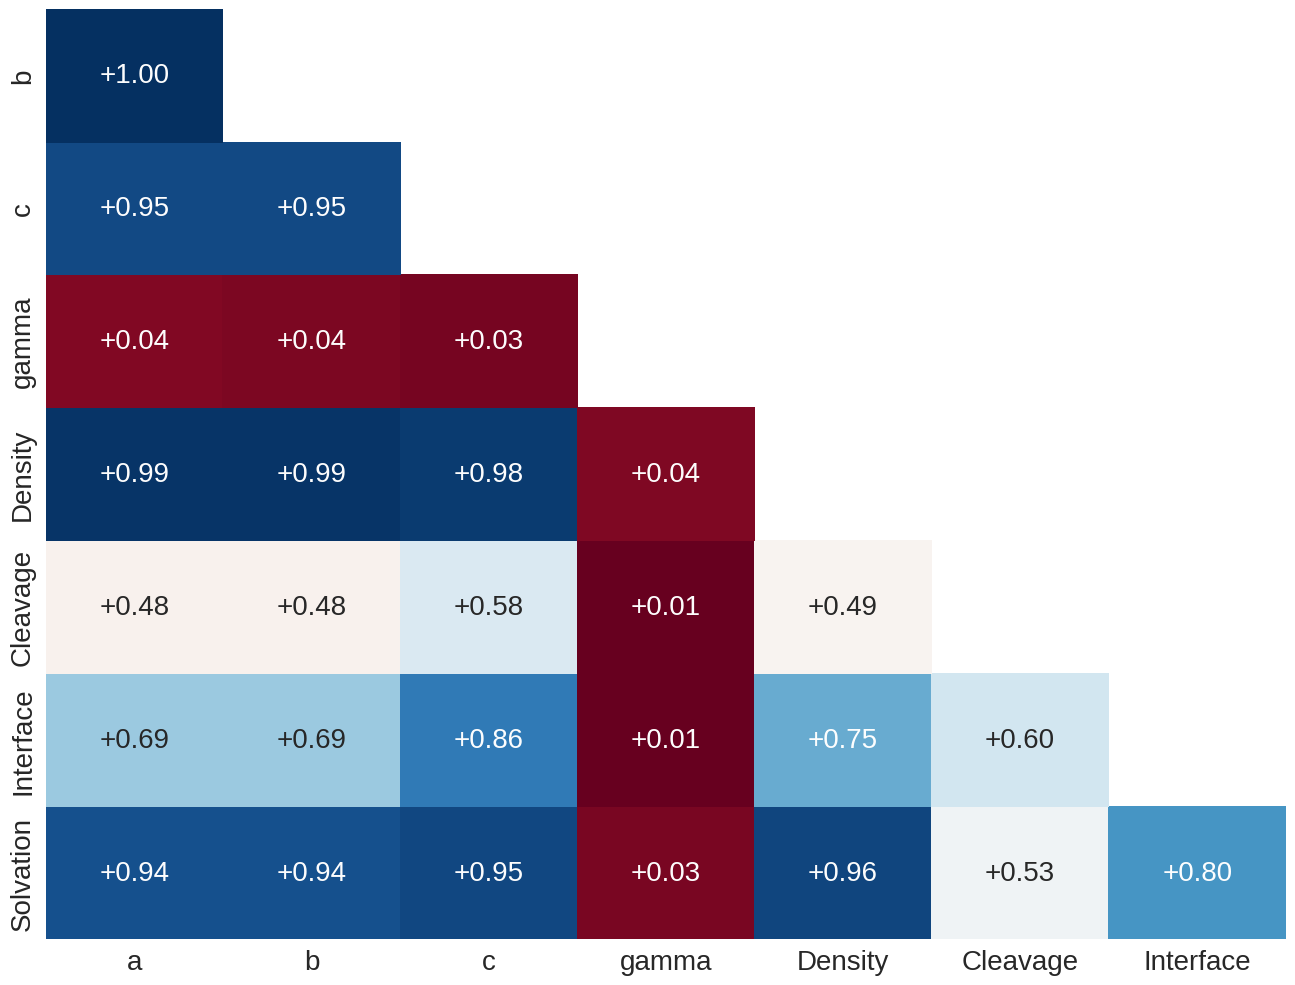 b +1.00
c +0.95 +0.95
gamma +0.04 +0.04 +0.03
Density +0.99 +0.99 +0.98 +0.04
Cleavage +0.48 +0.48 +0.58 +0.01 +0.49
Interface +0.69 +0.69 +0.86 +0.01 +0.75 +0.60
Solvation +0.94 +0.94 +0.95 +0.03 +0.96 +0.53 +0.80
a b c gamma Density Cleavage Interface